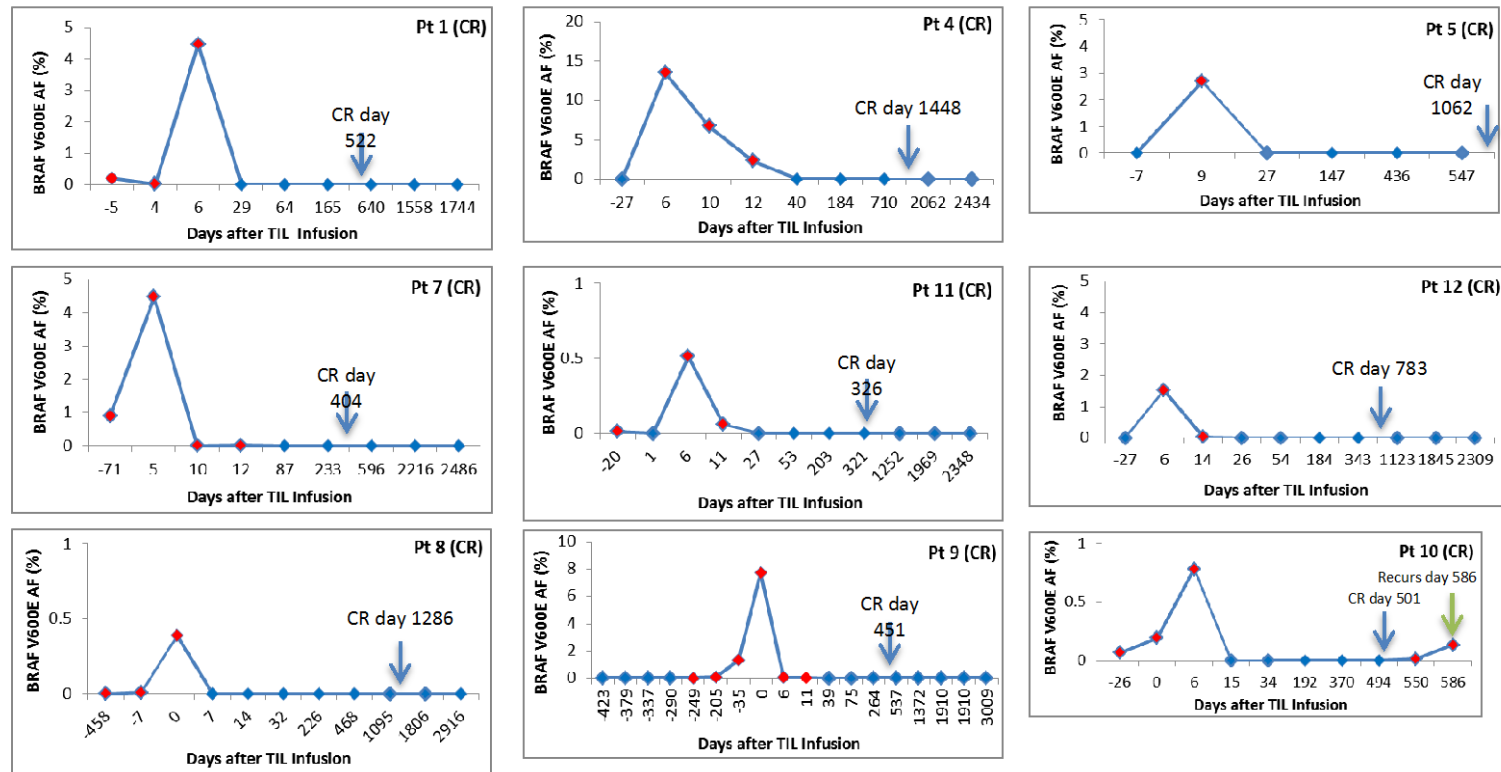 Pt 1 (CR)
BRAF V600E AF (%)
5
4
3
2
1
0
CR day
522
-5 4 6 29 64 165 640 1558 1744
Days after TIL Infusion
Pt 4 (CR)
BRAF V600E AF (%)
20
15
10
5
0
CR day 1448
-27 6 10 12 40 184 710 2062 2434
Days after TIL Infusion
Pt 5 (CR)
BRAF V600E AF (%)
5
4
3
2
1
0
CR day
1062
-7 9 27 147 436 547
Days after TIL Infusion
Pt 7 (CR)
BRAF V600E AF (%)
5
4
3
2
1
0
CR day
404
-71 5 10 12 87 233 596 2216 2486
Days after TIL Infusion
Pt 11 (CR)
BRAF V600E AF (%)
1
0.5
0
CR day
326
-20 1 6 11 27 53 203 321 1252 1969 2348
Days after TIL Infusion
Pt 12 (CR)
BRAF V600E AF (%)
5
4
3
2
1
0
CR day 783
-27 6 14 26 54 184 343 1123 1845 2309
Days after TIL Infusion
Pt 8 (CR)
BRAF V600E AF (%)
1
0.5
0
CR day 1286
-458 -7 0 7 14 32 226 468 1095 1806 2916
Days after TIL Infusion
Pt 9 (CR)
BRAF V600E AF (%)
10
8
6
4
2
0
CR day
451
-423 -379 -337 -290 -249 -205 -35 0 6 11 39 75 264 537 1372 1910 1910 3009
Days after TIL Infusion
Pt 10 (CR)
BRAF V600E AF (%)
1
0.5
0
Recurs day 586
CR day 501
-26 0 6 15 34 192 370 494 550 586
Days after TIL Infusion